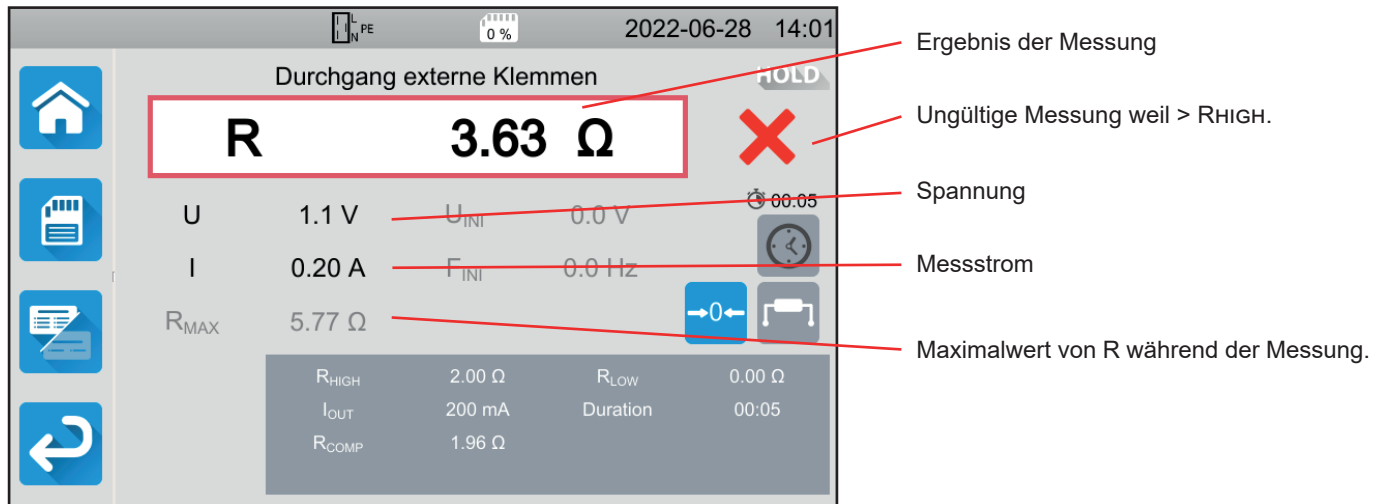 L
N PE
0 %
2022-06-28 14:01
Durchgang externe Klemmen
HOLD
R 3.63 Ω
00:05
U 1.1 V UINI 0.0 V
I 0.20 A FINI 0.0 Hz
→0←
RMAX 5.77 Ω
RHIGH 2.00 Ω RLOW 0.00 Ω
IOUT 200 mA Duration 00:05
RCOMP 1.96 Ω
Ergebnis der Messung
Ungültige Messung weil > RHIGH.
Spannung
Messstrom
Maximalwert von R während der Messung.